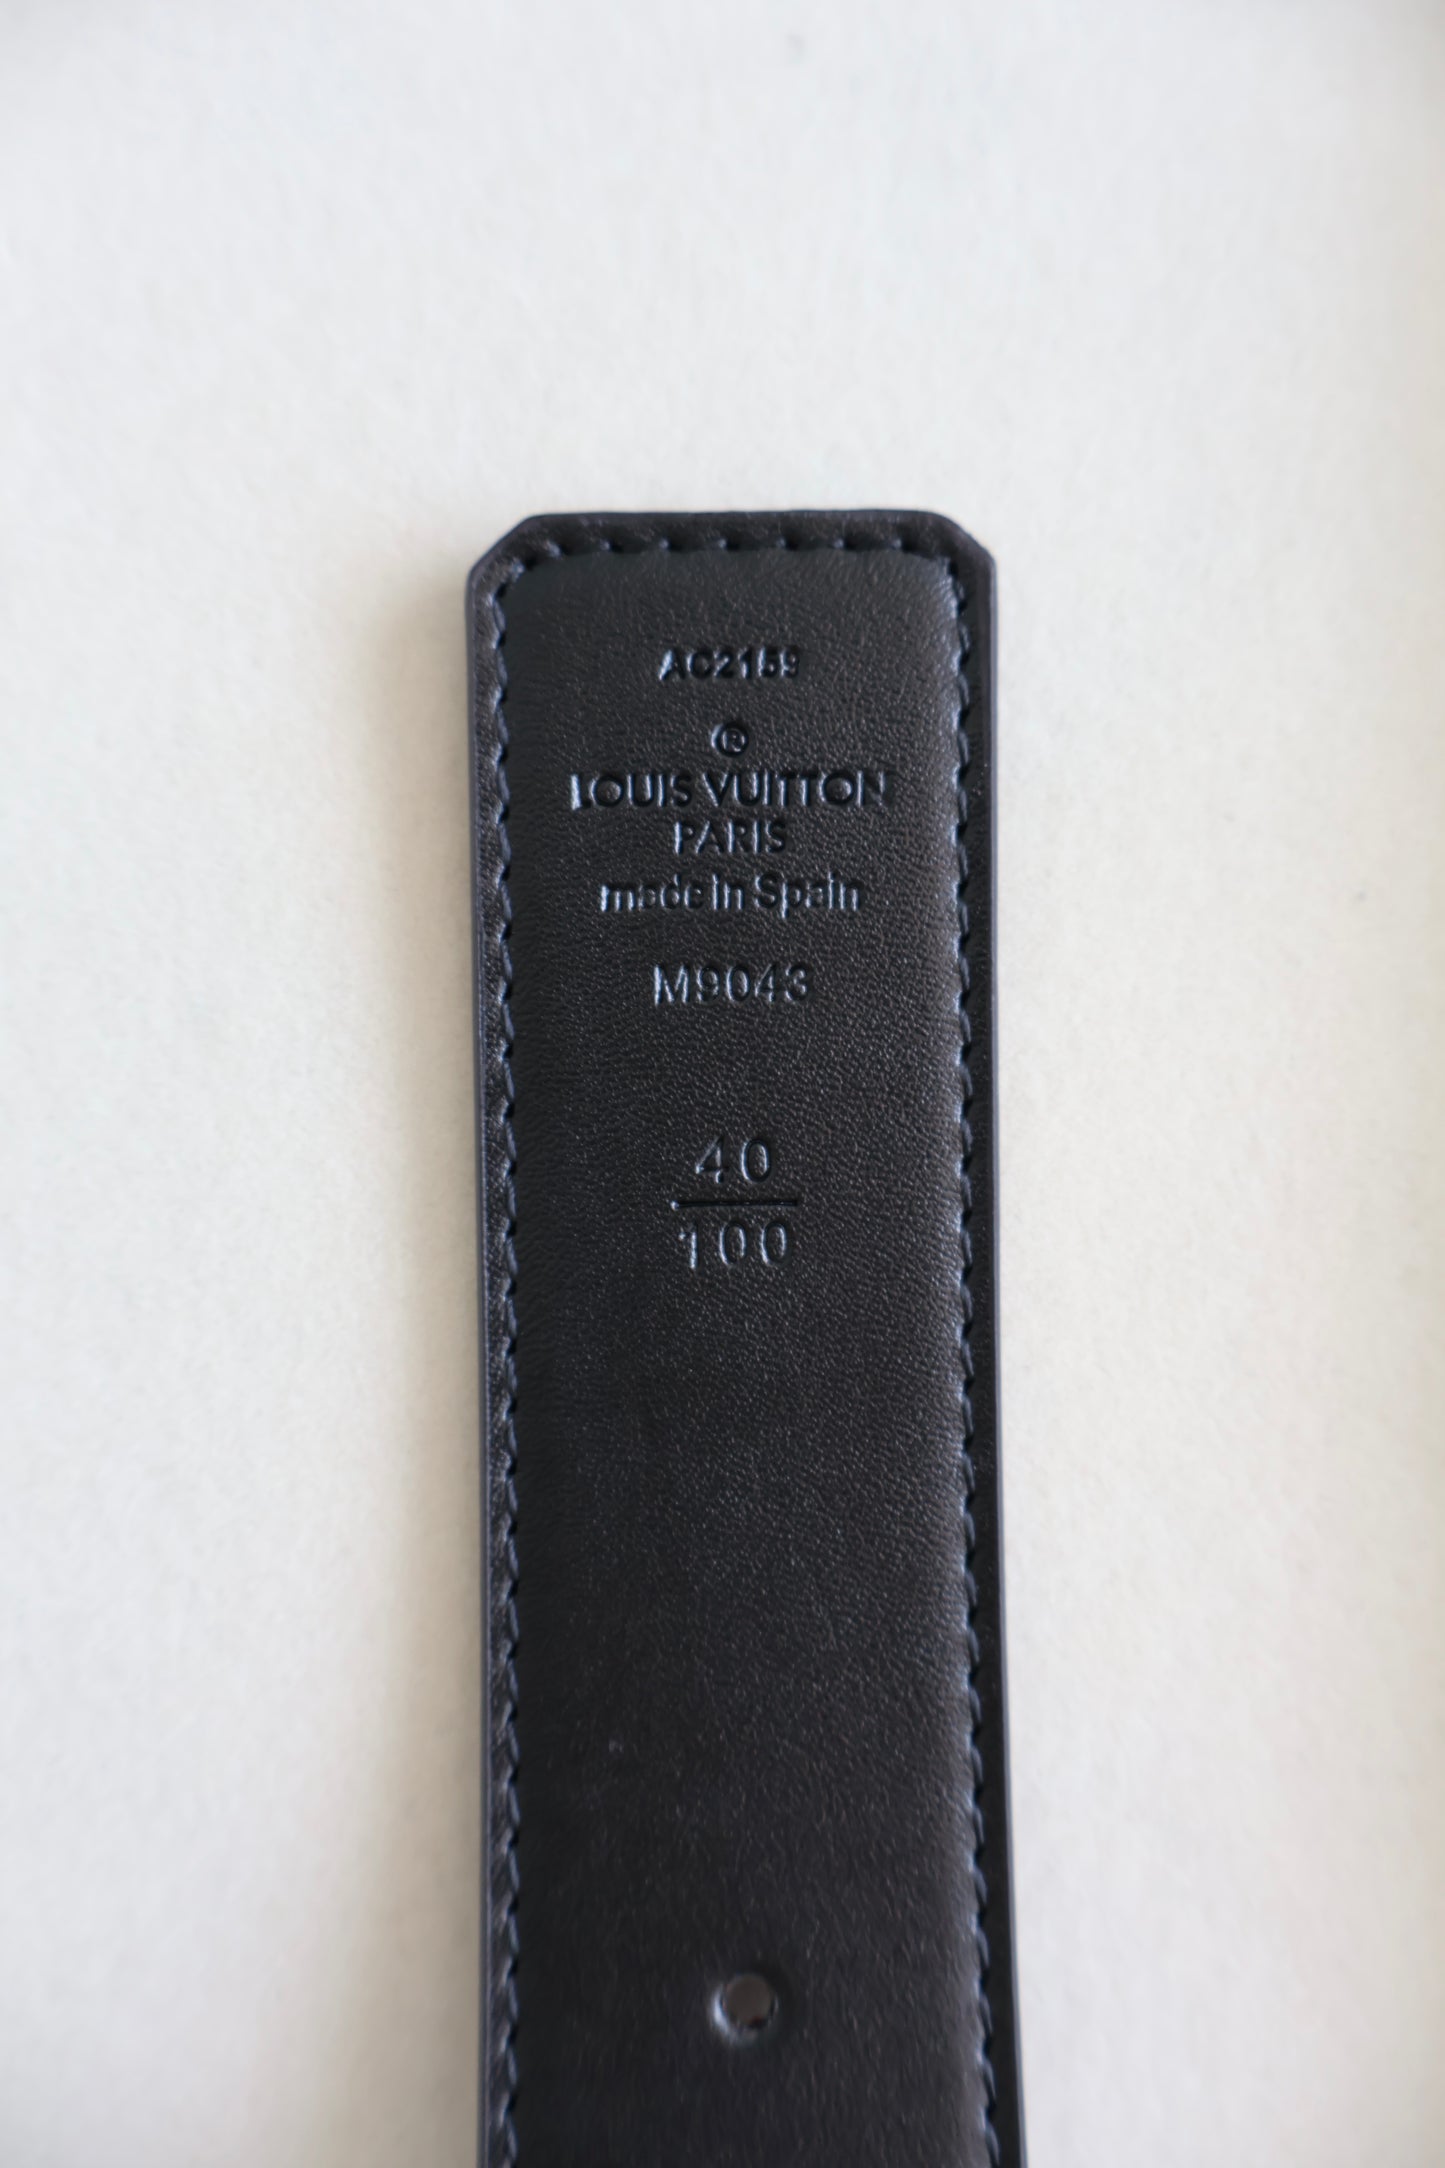 AC2159
®
LOUIS VUITTON
PARIS
made in Spain
M9043
40
100